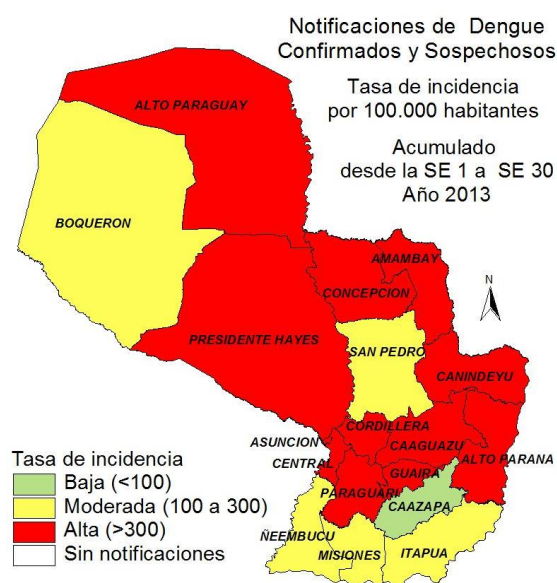 Notificaciones de Dengue
Confirmados y Sospechosos
Tasa de incidencia
por 100.000 habitantes
Acumulado
desde la SE 1 a SE 30
Año 2013
ALTO PARAGUAY
BOQUERON
AMAMBAY
CONCEPCION
N
PRESIDENTE HAYES
SAN PEDRO
CANINDEYU
CORDILLERA
ASUNCION
CAAGUAZU
CENTRAL
GUAIRA
ALTO PARANA
PARAGUARI
CAAZAPA
ÑEEMBUCU
MISIONES
ITAPUA
Tasa de incidencia
Baja (<100)
Moderada (100 a 300)
Alta (>300)
Sin notificaciones